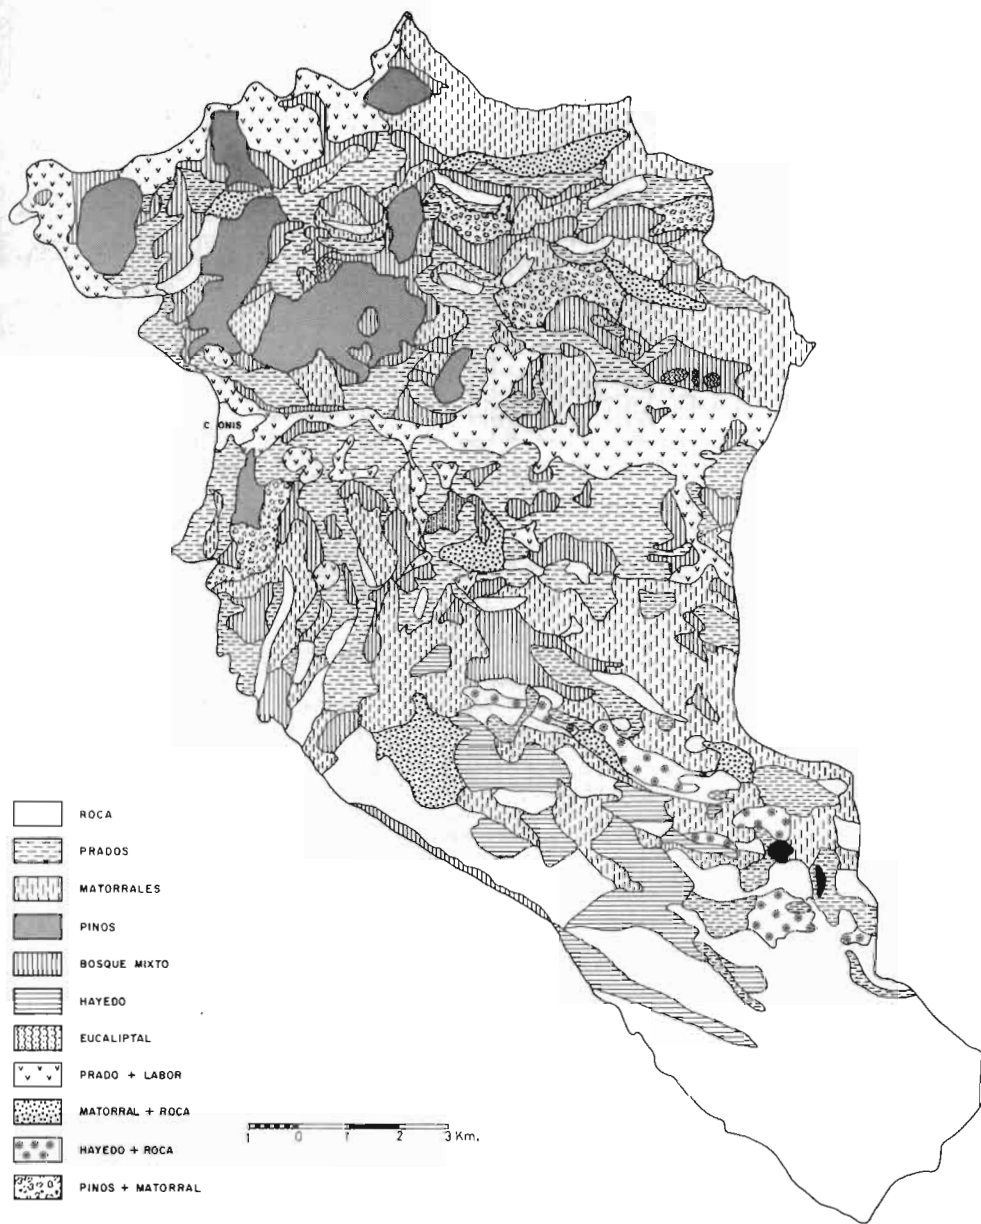 C. ONIS
ROCA
PRADOS
MATORRALES
PINOS
BOSQUE MIXTO
HAYEDO
EUCALIPTAL
PRADO + LABOR
MATORRAL + ROCA
HAYEDO + ROCA
PINOS + MATORRAL
1 0 1 2 3 Km.